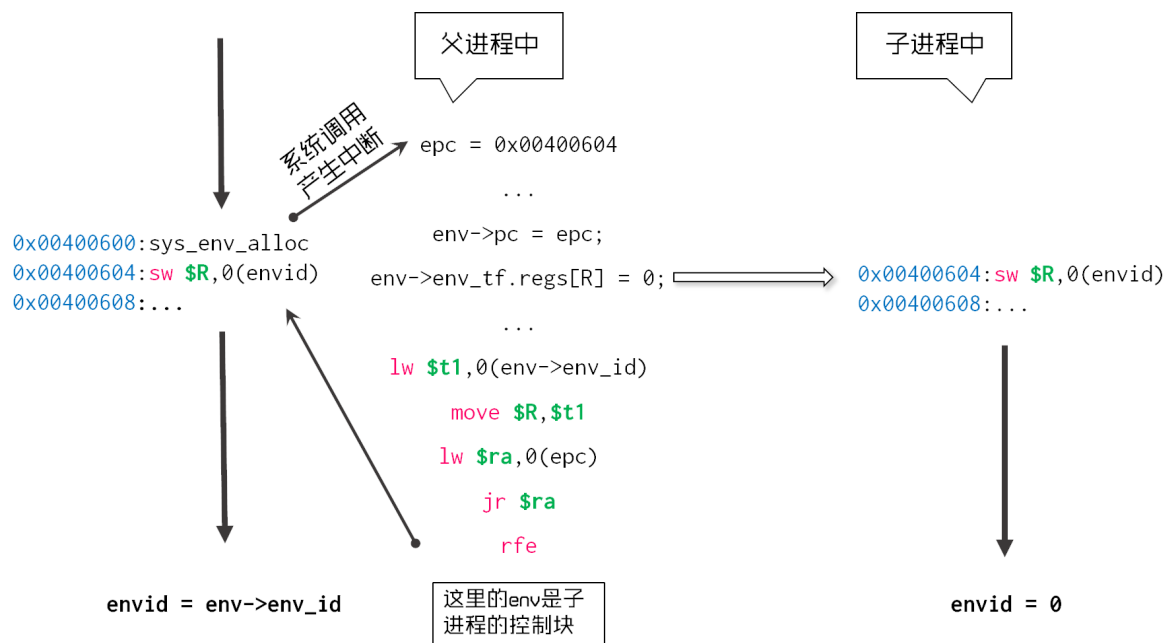 父进程中
子进程中
系统调用
产生中断
epc = 0x00400604
...
env->pc = epc;
0x00400600:sys_env_alloc
0x00400604:sw $R,0(envid)
0x00400608:...
env->env_tf.regs[R] = 0;
0x00400604:sw $R,0(envid)
0x00400608:...
...
lw $t1,0(env->env_id)
move $R,$t1
lw $ra,0(epc)
jr $ra
rfe
envid = env->env_id
这里的env是子
进程的控制块
envid = 0